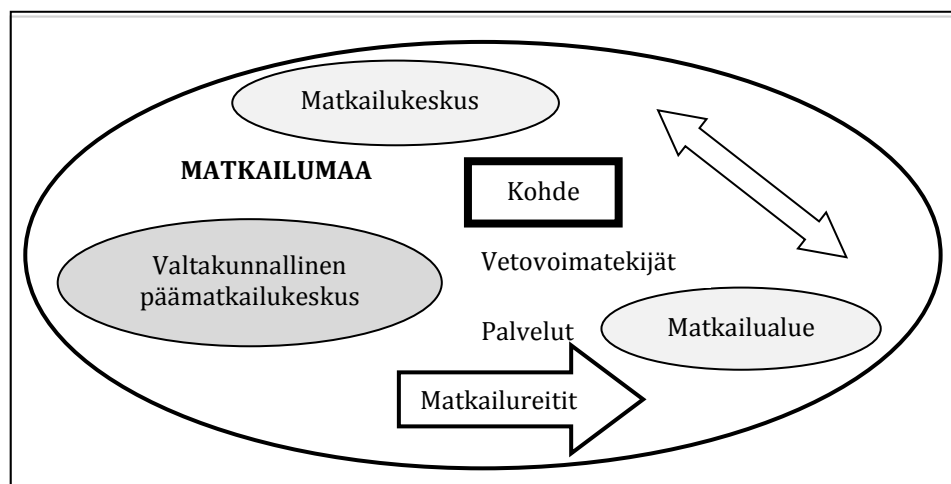 Matkailukeskus
MATKAILUMAA
Kohde
Valtakunnallinen
päämatkailukeskus
Vetovoimatekijät
Palvelut
Matkailualue
Matkailureitit